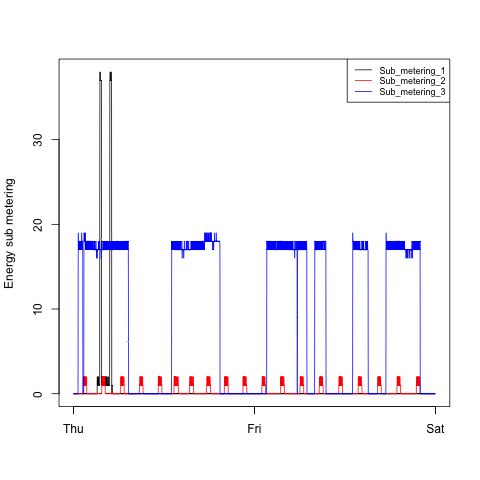 Sub_metering_1
Sub_metering_2
Sub_metering_3
Energy sub metering
30
20
10
0
Thu Fri Sat